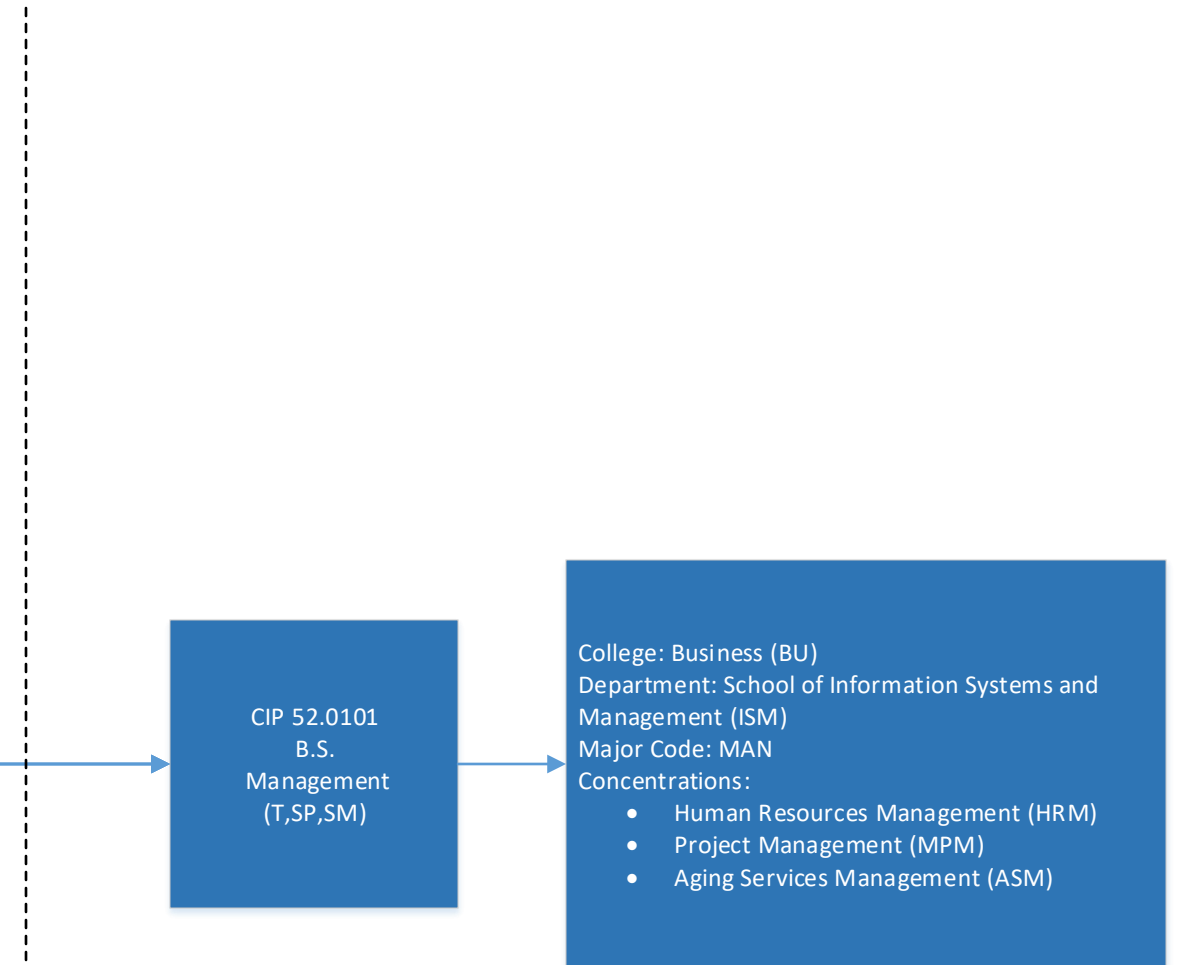 CIP 52.0101
B.S.
Management
(T,SP,SM)
College: Business (BU)
Department: School of Information Systems and
Management (ISM)
Major Code: MAN
Concentrations:
• Human Resources Management (HRM)
• Project Management (MPM)
• Aging Services Management (ASM)